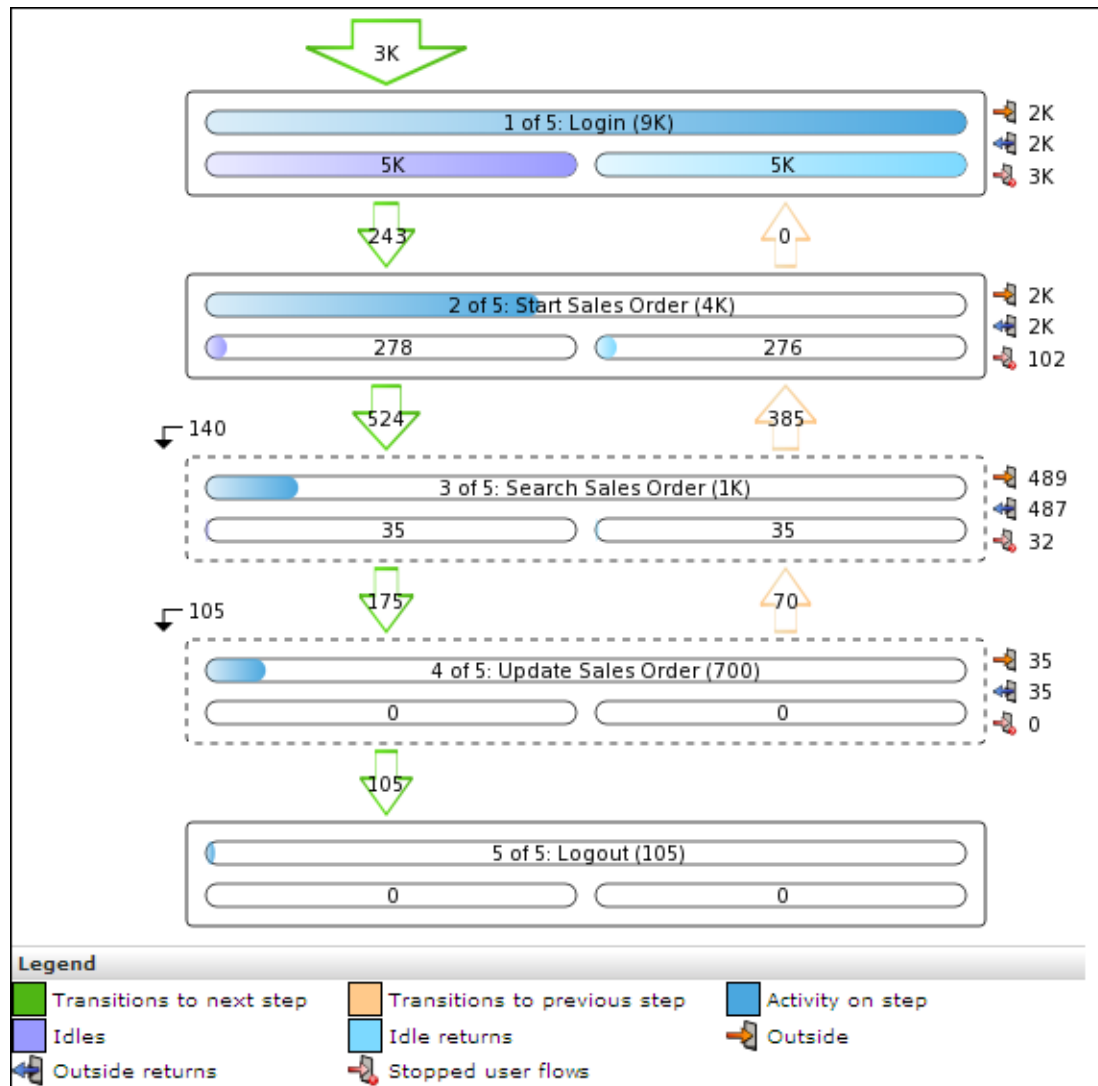 3K
1 of 5: Login (9K)
5K 5K
2K
2K
3K
243 0
2 of 5: Start Sales Order (4K)
278 276
2K
2K
102
524 385
140
3 of 5: Search Sales Order (1K)
35 35
489
487
32
175 70
105
4 of 5: Update Sales Order (700)
0 0
35
35
0
105
5 of 5: Logout (105)
0 0
Legend
Transitions to next step Transitions to previous step Activity on step
Idles Idle returns Outside
Outside returns Stopped user flows